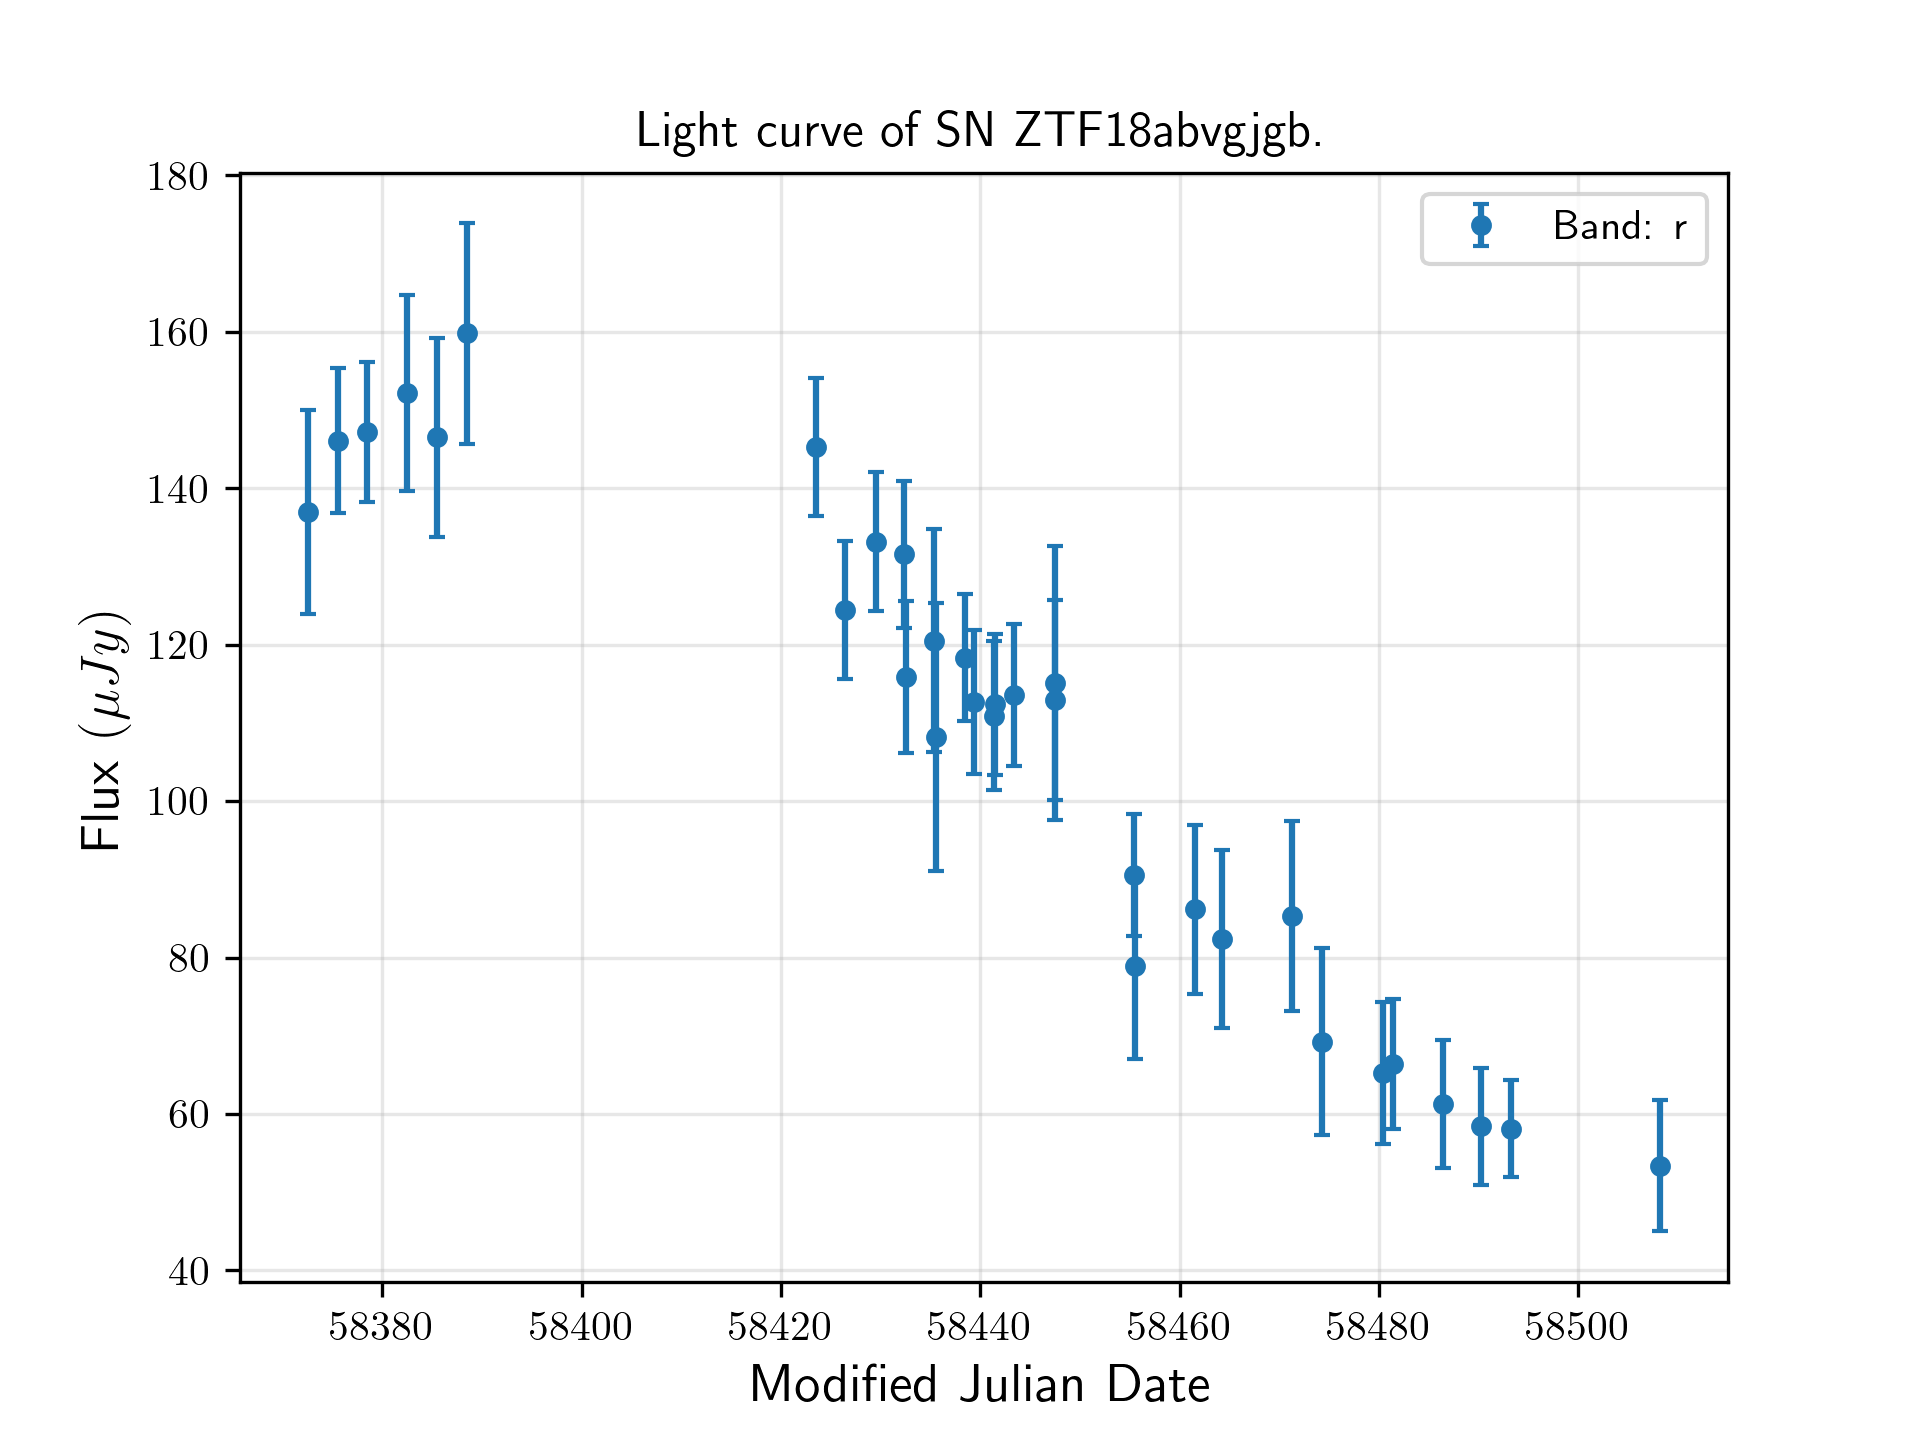 Light curve of SN ZTF18abvgjgb.
Band: r
180
160
140
120
100
80
60
40
Flux (μJy)
58380 58400 58420 58440 58460 58480 58500
Modified Julian Date